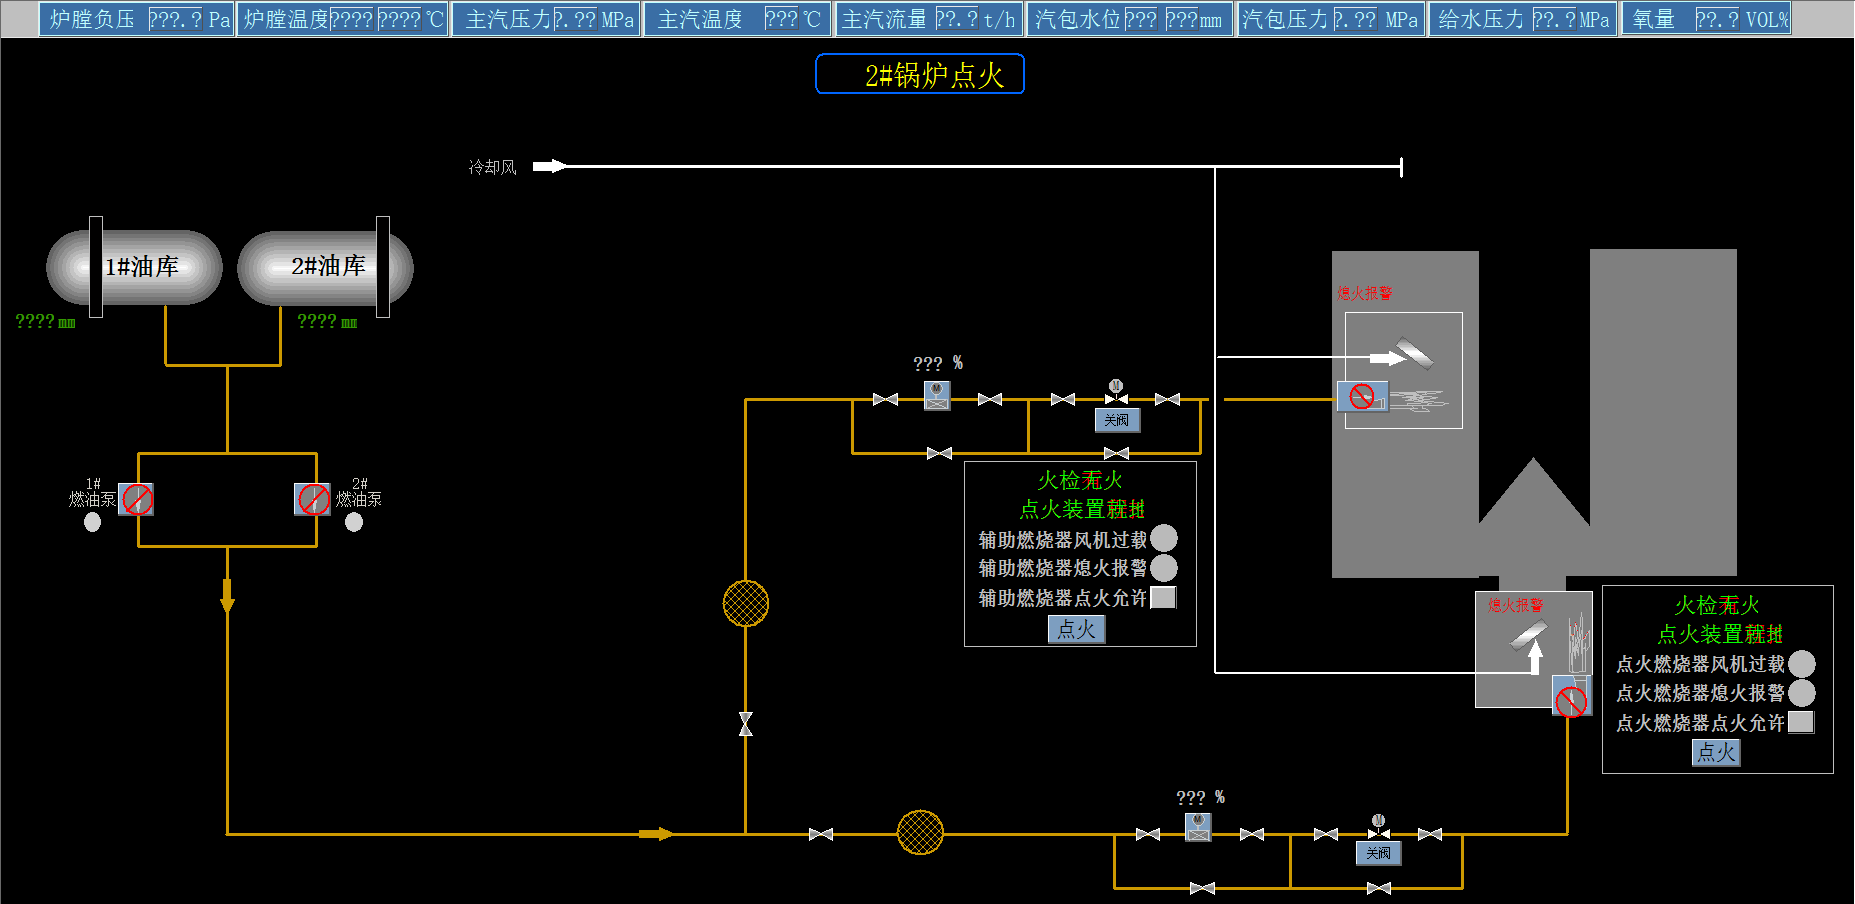 炉膛负压 ???.? Pa 炉膛温度 ???? ???? ℃ 主汽压力 ?.?? MPa 主汽温度 ??? ℃ 主汽流量 ??.? t/h 汽包水位 ??? ??? mm 汽包压力 ?.?? MPa 给水压力 ??.? MPa 氧量 ??.? VOL%
2#锅炉点火
冷却风
1#油库 2#油库
????mm ????mm
熄火报警
??? %
M M
关阀
1#
燃油泵
2#
燃油泵
火检无火
点火装置就地
辅助燃烧器风机过载
辅助燃烧器熄火报警
辅助燃烧器点火允许
点火
熄火报警
火检无火
点火装置就地
点火燃烧器风机过载
点火燃烧器熄火报警
点火燃烧器点火允许
点火
??? %
M M
关阀